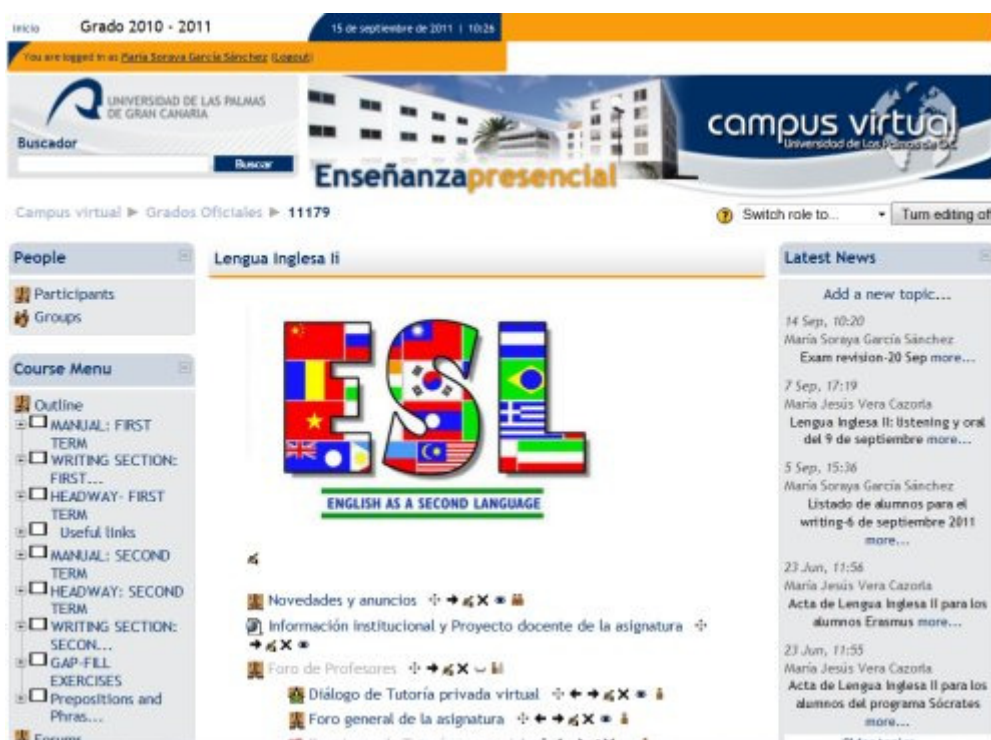 Inicio
Grado 2010 - 2011
15 de septiembre de 2011 | 10:26
You are logged in as María Soraya García Sánchez (Logout)
UNIVERSIDAD DE LAS PALMAS
DE GRAN CANARIA
Buscador
Buscar
Enseñanzapresencial
campus virtual
Universidad de Las Palmas de G.C.
Campus virtual ► Grados Oficiales ► 11179
Switch role to...
Turn editing of
People
Participants
Groups
Course Menu
Outline
MANUAL: FIRST
TERM
WRITING SECTION:
FIRST...
HEADWAY- FIRST
TERM
Useful links
MANUAL: SECOND
TERM
HEADWAY: SECOND
TERM
WRITING SECTION:
SECON...
GAP-FILL
EXERCISES
Prepositions and
Phras...
Forums
Lengua Inglesa Ii
ESL
ENGLISH AS A SECOND LANGUAGE
Novedades y anuncios
Información institucional y Proyecto docente de la asignatura
Foro de Profesores
Diálogo de Tutoría privada virtual
Foro general de la asignatura
Latest News
Add a new topic...
14 Sep, 10:20
María Soraya García Sánchez
Exam revision-20 Sep more...
7 Sep, 17:19
María Jesús Vera Cazorla
Lengua Inglesa II: listening y oral
del 9 de septiembre more...
5 Sep, 15:36
María Soraya García Sánchez
Listado de alumnos para el
writing-6 de septiembre 2011
more...
23 Jun, 11:56
María Jesús Vera Cazorla
Acta de Lengua Inglesa II para los
alumnos Erasmus more...
23 Jun, 11:55
María Jesús Vera Cazorla
Acta de Lengua Inglesa II para los
alumnos del programa Sócrates
more...